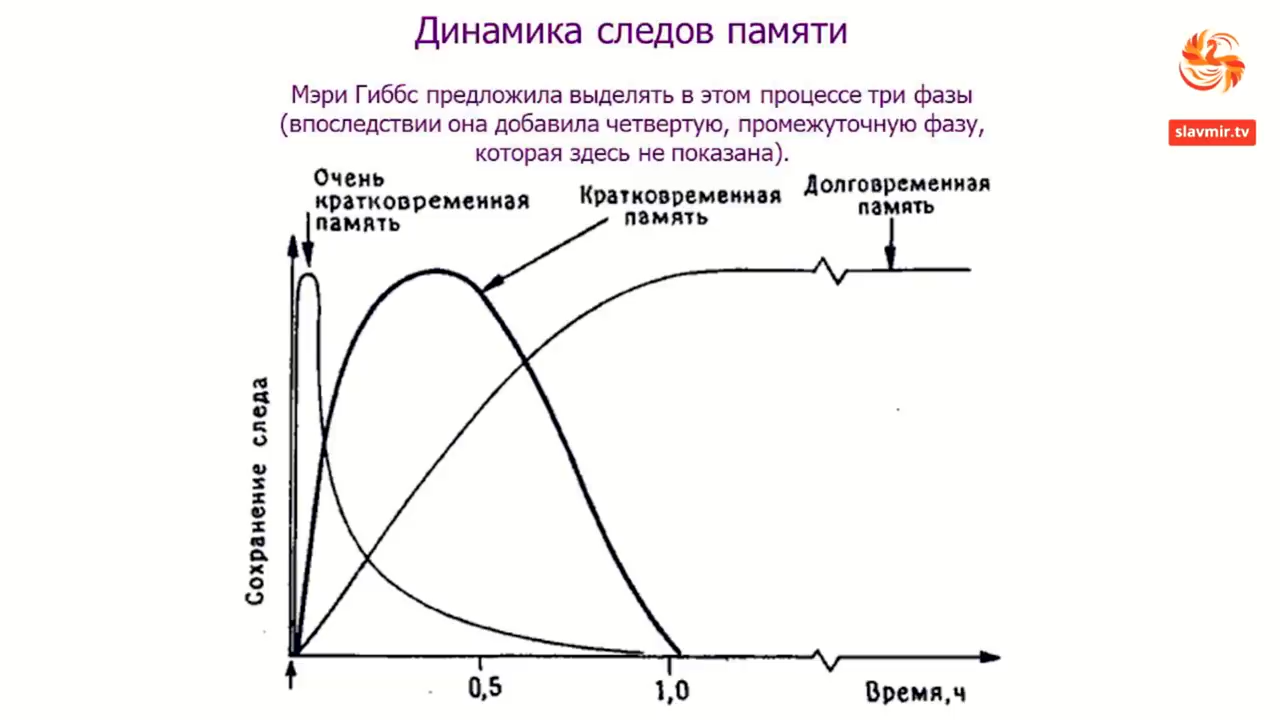 Динамика следов памяти
slavmir.tv
Мэри Гиббс предложила выделять в этом процессе три фазы
(впоследствии она добавила четвертую, промежуточную фазу,
которая здесь не показана).
Очень
кратковременная
память
Кратковременная
память
Долговременная
память
Сохранение следа
0,5
1,0
Время, ч